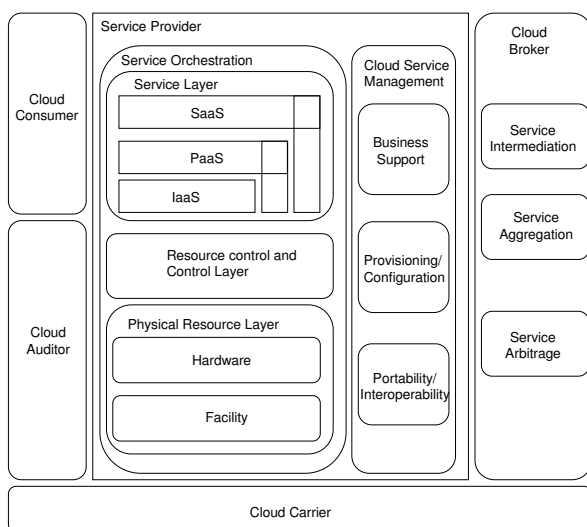 Service Provider
Cloud
Consumer
Cloud
Auditor
Service Orchestration
Service Layer
SaaS
PaaS
IaaS
Resource control and
Control Layer
Physical Resource Layer
Hardware
Facility
Cloud Service
Management
Business
Support
Provisioning/
Configuration
Portability/
Interoperability
Cloud
Broker
Service
Intermediation
Service
Aggregation
Service
Arbitrage
Cloud Carrier